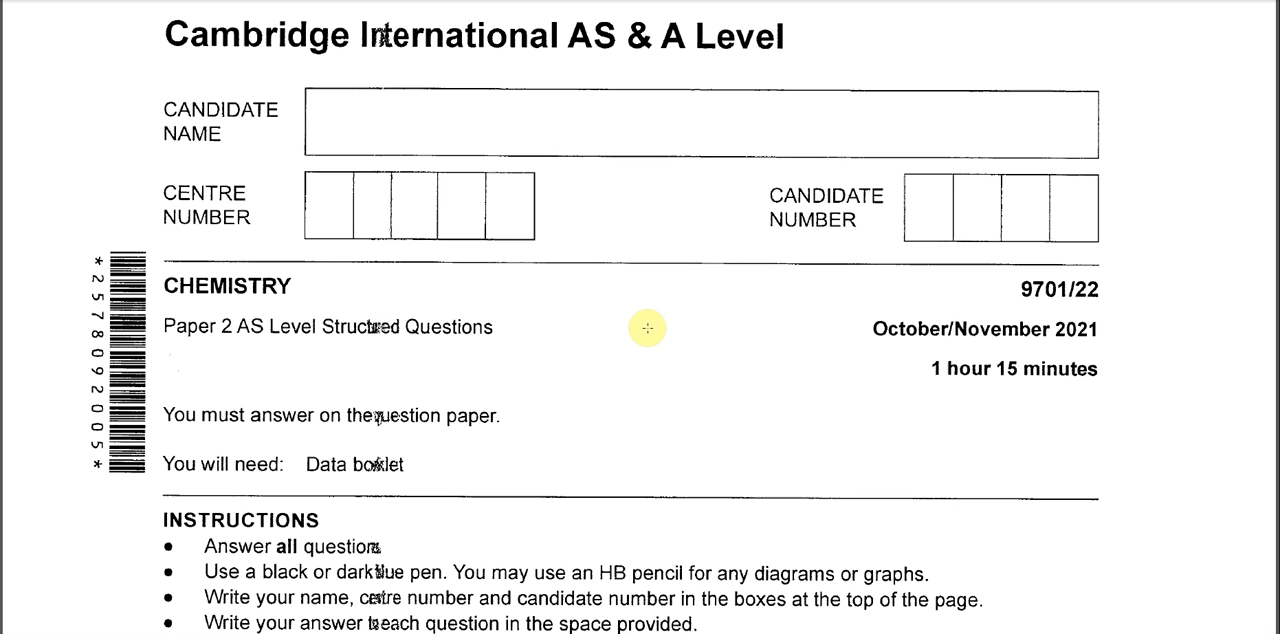 Cambridge International AS & A Level
CANDIDATE
NAME
CENTRE
NUMBER
CANDIDATE
NUMBER
*2578092005*
CHEMISTRY
9701/22
Paper 2 AS Level Structured Questions
October/November 2021
1 hour 15 minutes
You must answer on the question paper.
You will need: Data booklet
INSTRUCTIONS
• Answer all questions.
• Use a black or dark blue pen. You may use an HB pencil for any diagrams or graphs.
• Write your name, centre number and candidate number in the boxes at the top of the page.
• Write your answer to each question in the space provided.